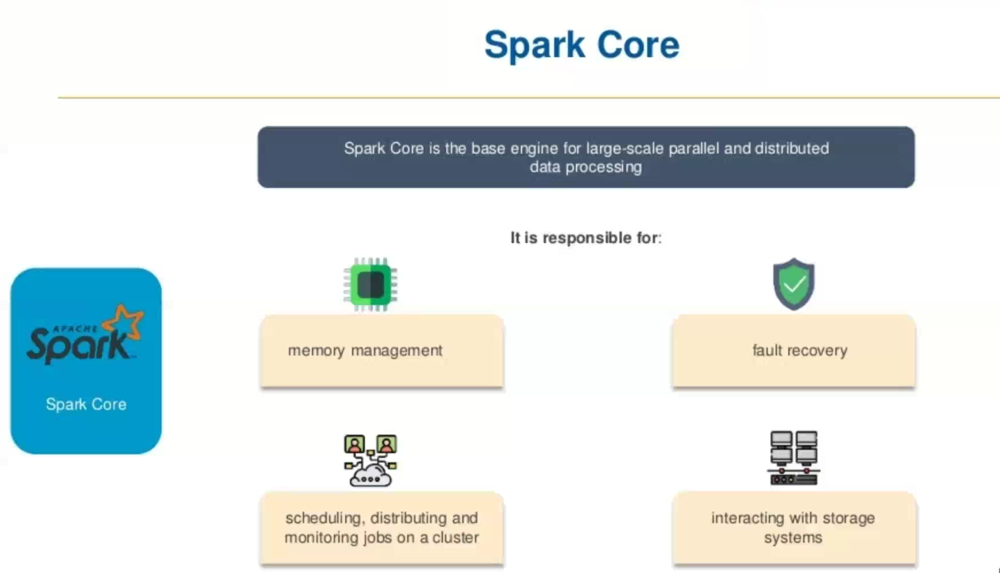 Spark Core
Spark Core is the base engine for large-scale parallel and distributed
data processing
It is responsible for:
APACHE
Spark
Spark Core
memory management
fault recovery
scheduling, distributing and
monitoring jobs on a cluster
interacting with storage
systems